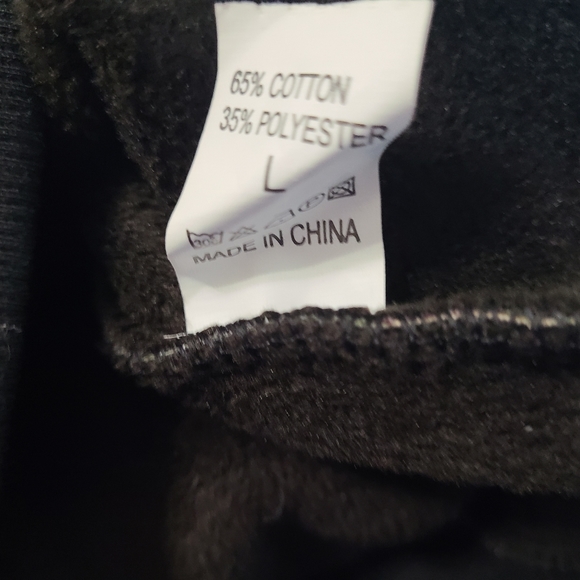 65% COTTON
35% POLYESTER
L
MADE IN CHINA